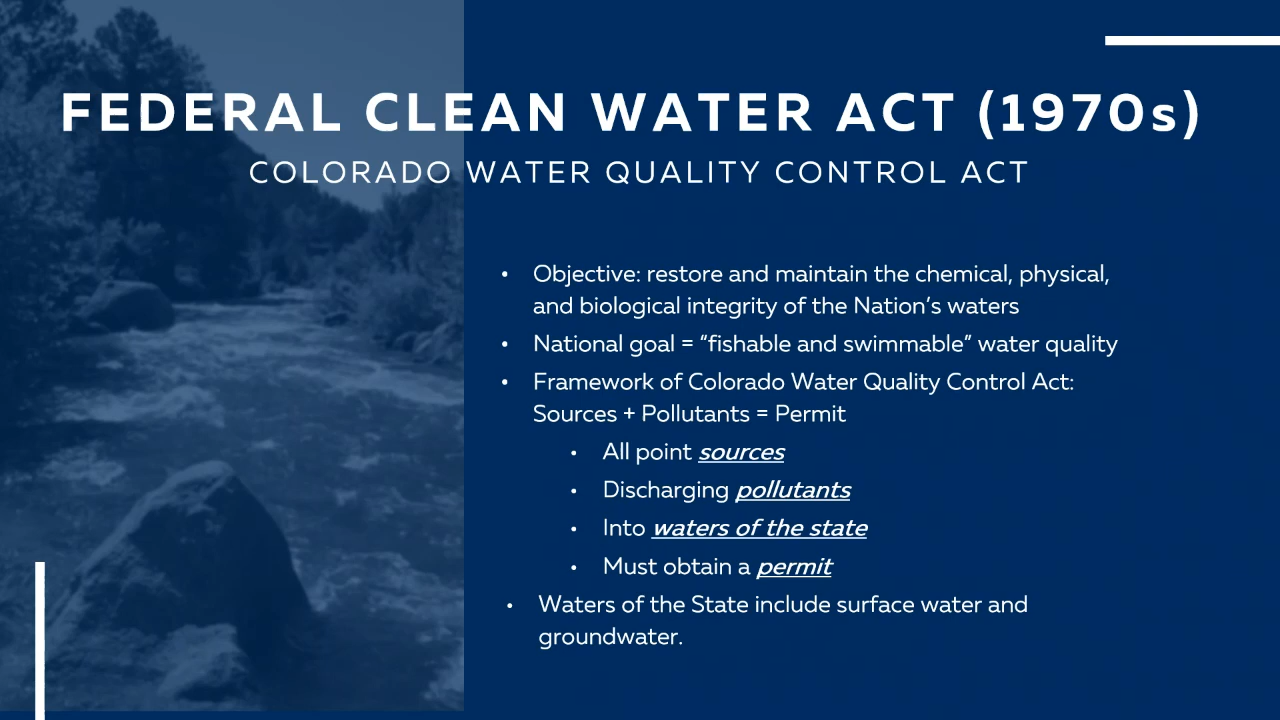 FEDERAL CLEAN WATER ACT (1970s)
COLORADO WATER QUALITY CONTROL ACT
• Objective: restore and maintain the chemical, physical,
and biological integrity of the Nation’s waters
• National goal = “fishable and swimmable” water quality
• Framework of Colorado Water Quality Control Act:
Sources + Pollutants = Permit
• All point sources
• Discharging pollutants
• Into waters of the state
• Must obtain a permit
• Waters of the State include surface water and
groundwater.